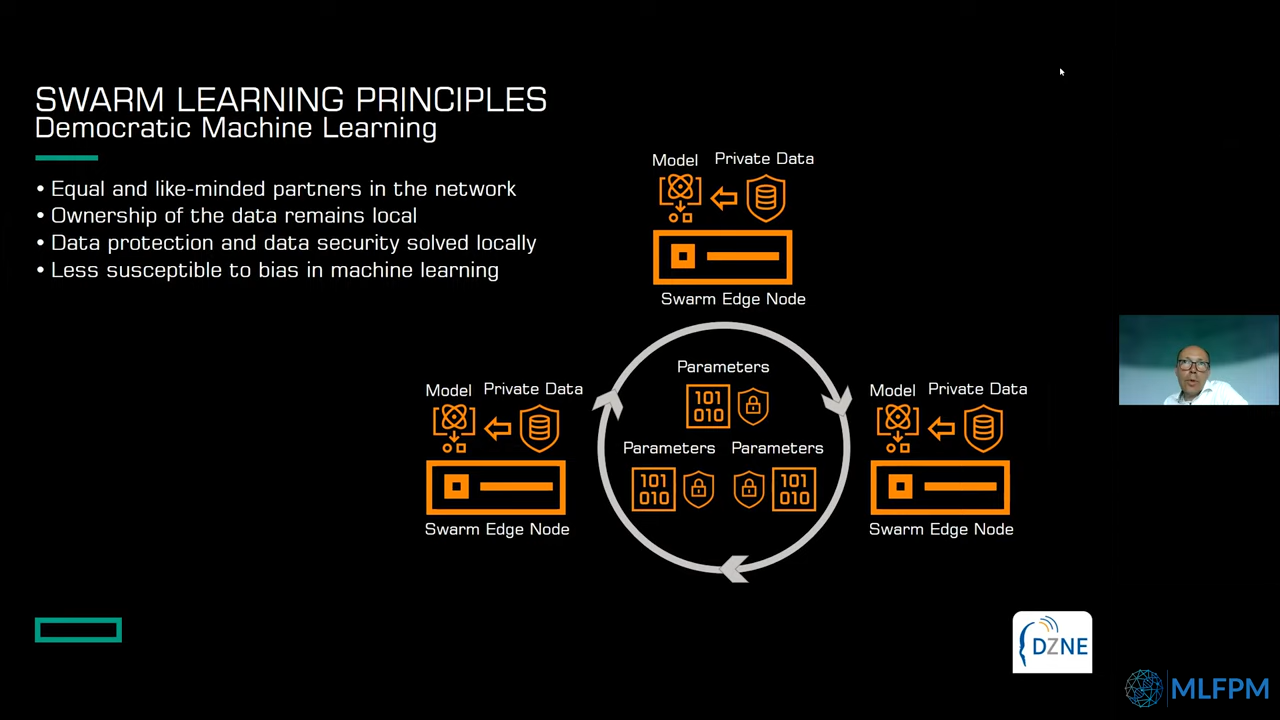 SWARM LEARNING PRINCIPLES
Democratic Machine Learning
• Equal and like-minded partners in the network
• Ownership of the data remains local
• Data protection and data security solved locally
• Less susceptible to bias in machine learning
Model Private Data
Swarm Edge Node
Parameters
101
010
Model Private Data
Swarm Edge Node
Parameters Parameters
101 101
010 010
Model Private Data
Swarm Edge Node
DZNE
MLFPM